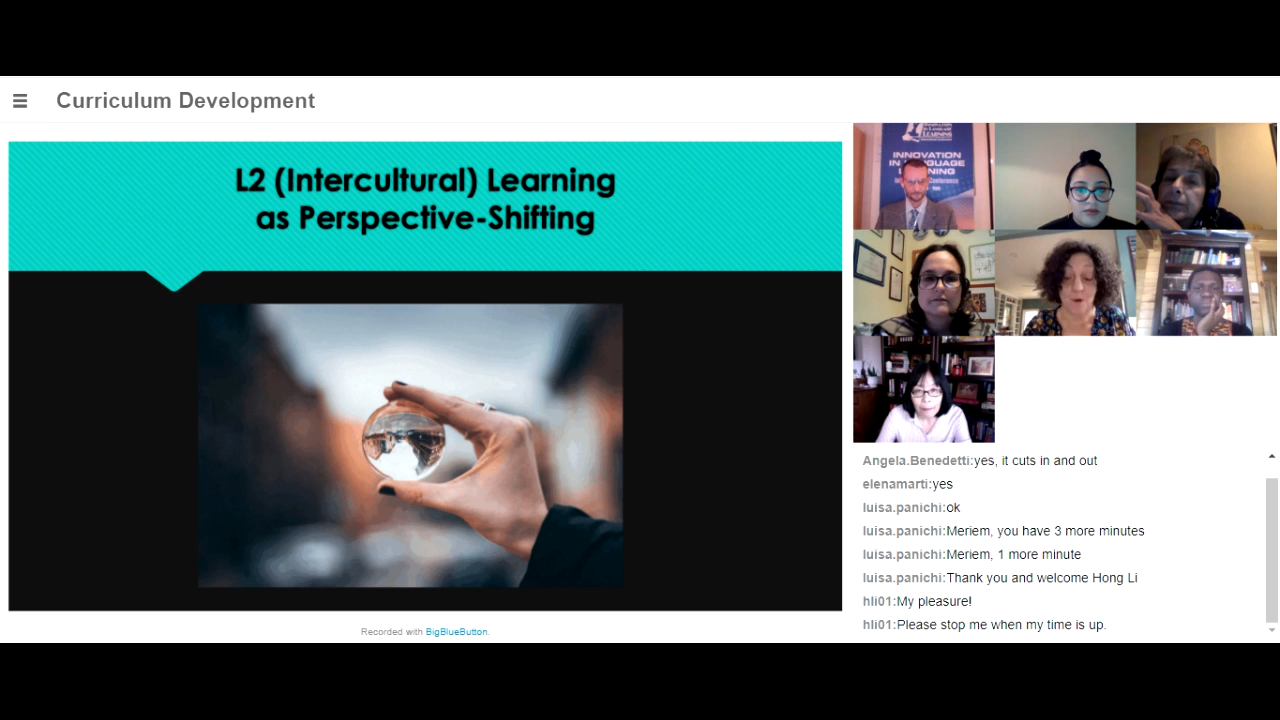 Curriculum Development
L2 (Intercultural) Learning
as Perspective-Shifting
INNOVATION
IN LANGUAGE
LEARNING
Conference
Angela.Benedetti:yes, it cuts in and out
elenamarti:yes
luisa.panichi:ok
luisa.panichi:Meriem, you have 3 more minutes
luisa.panichi:Meriem, 1 more minute
luisa.panichi:Thank you and welcome Hong Li
hli01:My pleasure!
hli01:Please stop me when my time is up.
Recorded with BigBlueButton.